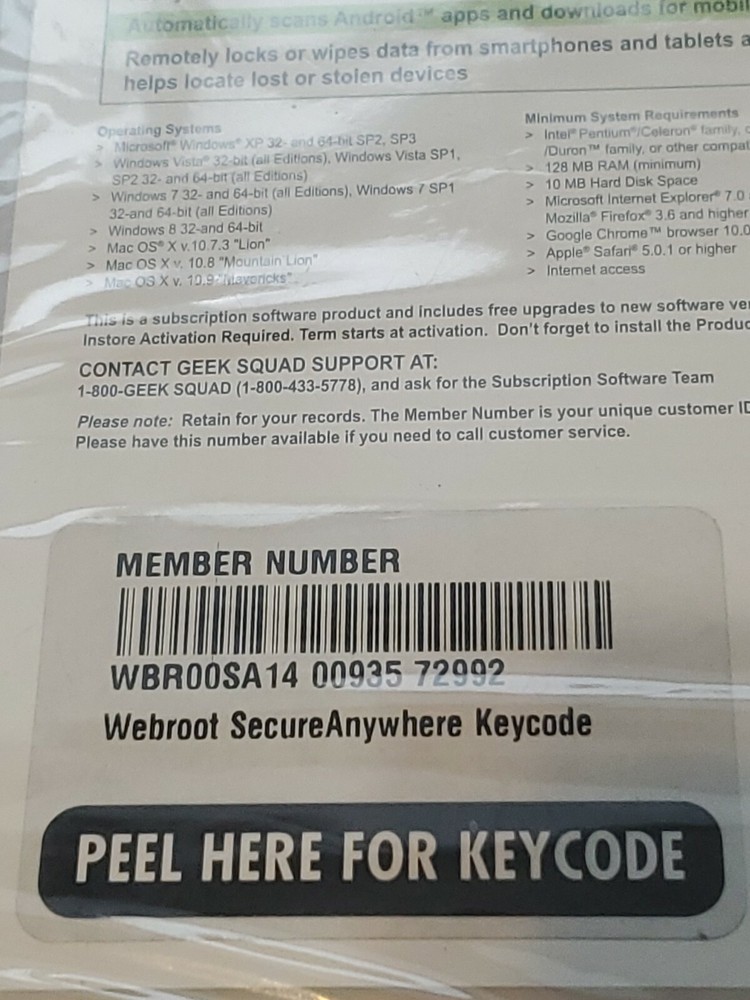 Automatically scans Android™ apps and downloads for mobil
Remotely locks or wipes data from smartphones and tablets a
helps locate lost or stolen devices
Operating Systems
> Microsoft® Windows® XP 32- and 64-bit SP2, SP3
> Windows Vista® 32-bit (all Editions), Windows Vista SP1,
SP2 32- and 64-bit (all Editions)
> Windows 7 32- and 64-bit (all Editions), Windows 7 SP1
32-and 64-bit (all Editions)
> Windows 8 32-and 64-bit
> Mac OS® X v.10.7.3 "Lion"
> Mac OS X v. 10.8 "Mountain Lion"
> Mac OS X v. 10.9 "Mavericks"
Minimum System Requirements
> Intel® Pentium®/Celeron® family, o
/Duron™ family, or other compat
> 128 MB RAM (minimum)
> 10 MB Hard Disk Space
> Microsoft Internet Explorer® 7.0
Mozilla® Firefox® 3.6 and higher
> Google Chrome™ browser 10.0
> Apple® Safari® 5.0.1 or higher
> Internet access
This is a subscription software product and includes free upgrades to new software ve
Instore Activation Required. Term starts at activation. Don't forget to install the Produc
CONTACT GEEK SQUAD SUPPORT AT:
1-800-GEEK SQUAD (1-800-433-5778), and ask for the Subscription Software Team
Please note: Retain for your records. The Member Number is your unique customer ID
Please have this number available if you need to call customer service.
MEMBER NUMBER
WBR00SA14 00935 72992
Webroot SecureAnywhere Keycode
PEEL HERE FOR KEYCODE